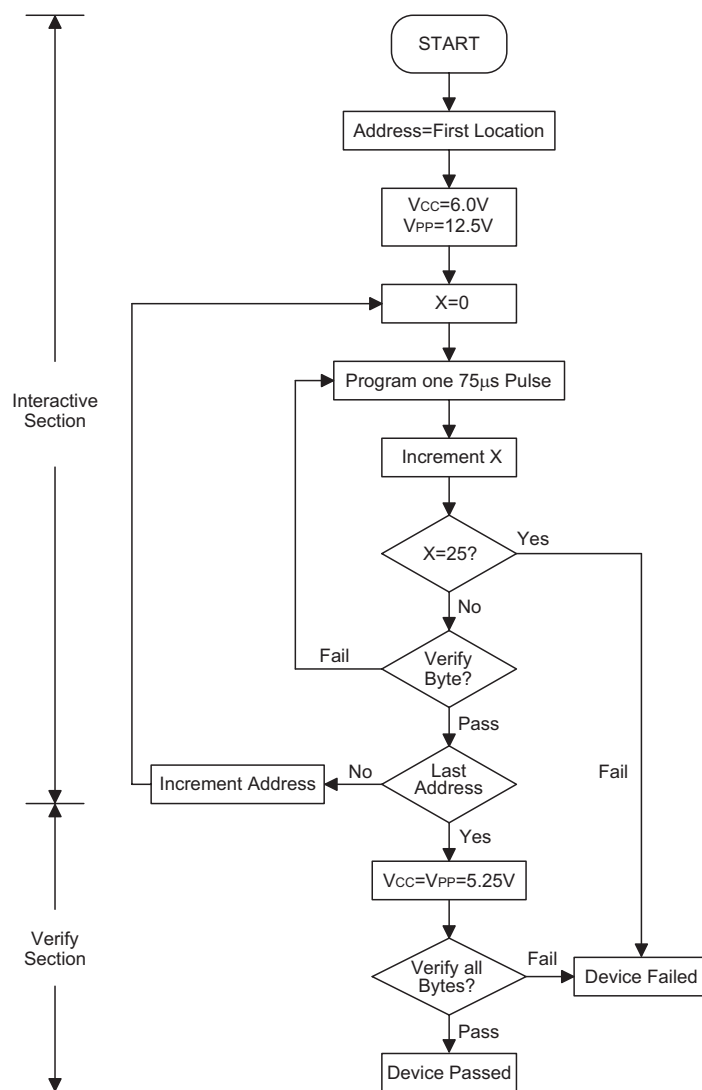 START
Address=First Location
VCC=6.0V
VPP=12.5V
X=0
Program one 75μs Pulse
Interactive
Section
Increment X
X=25?
Yes
No
Fail
Verify
Byte?
Pass
Increment Address
No
Last
Address
Fail
Yes
VCC=VPP=5.25V
Verify
Section
Verify all
Bytes?
Fail
Device Failed
Pass
Device Passed